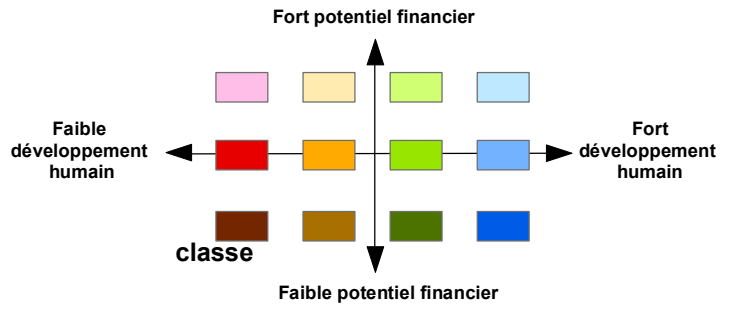 Fort potentiel financier
Faible
développement
humain
Fort
développement
humain
classe
Faible potentiel financier